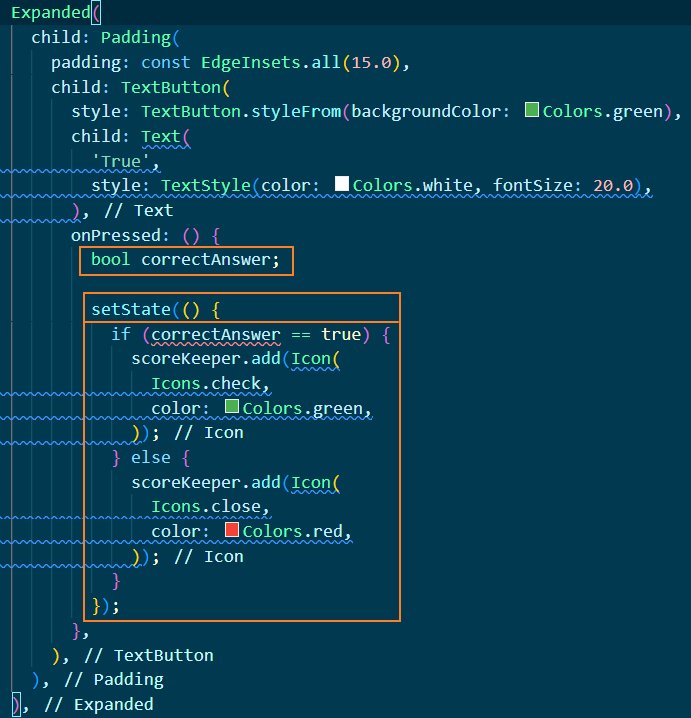 Expanded(
  child: Padding(
    padding: const EdgeInsets.all(15.0),
    child: TextButton(
      style: TextButton.styleFrom(backgroundColor: Colors.green),
      child: Text(
        'True',
        style: TextStyle(color: Colors.white, fontSize: 20.0),
      ), // Text
      onPressed: () {
        bool correctAnswer;

        setState(() {
          if (correctAnswer == true) {
            scoreKeeper.add(Icon(
              Icons.check,
              color: Colors.green,
            )); // Icon
          } else {
            scoreKeeper.add(Icon(
              Icons.close,
              color: Colors.red,
            )); // Icon
          }
        });
      },
    ), // TextButton
  ), // Padding
), // Expanded